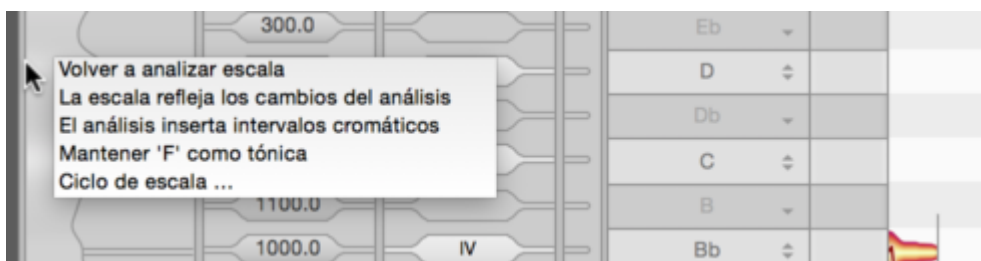 300.0 Eb
Volver a analizar escala
D
La escala refleja los cambios del análisis
El análisis inserta intervalos cromáticos
Db
Mantener 'F' como tónica
C
Ciclo de escala ...
1100.0 B
1000.0 IV Bb